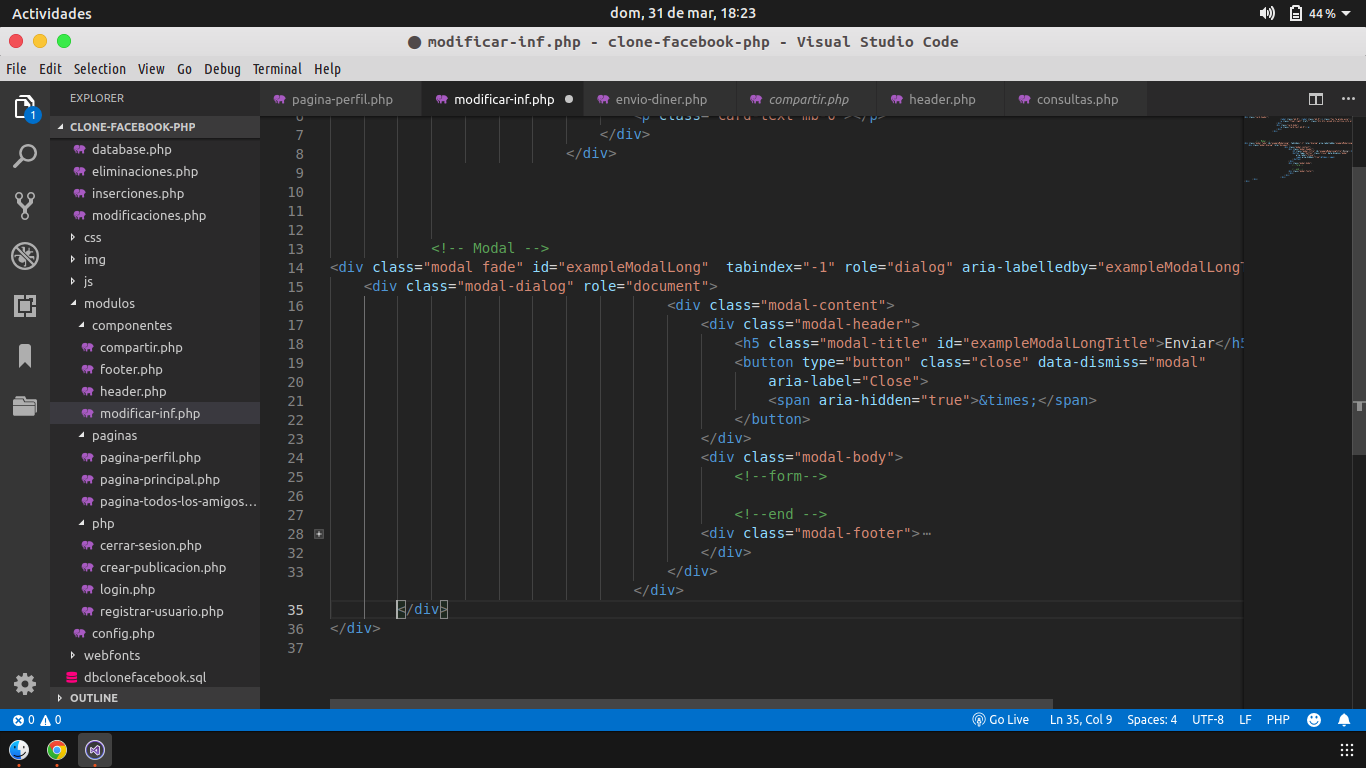 Actividades
dom, 31 de mar, 18:23
44 %
modificar-inf.php - clone-facebook-php - Visual Studio Code
File Edit Selection View Go Debug Terminal Help
1
EXPLORER
CLONE-FACEBOOK-PHP
database.php
eliminaciones.php
inserciones.php
modificaciones.php
css
img
js
modulos
componentes
compartir.php
footer.php
header.php
modificar-inf.php
paginas
pagina-perfil.php
pagina-principal.php
pagina-todos-los-amigos...
php
cerrar-sesion.php
crear-publicacion.php
login.php
registrar-usuario.php
config.php
webfonts
dbclonefacebook.sql
OUTLINE
pagina-perfil.php modificar-inf.php envio-diner.php compartir.php header.php consultas.php
6 <p class="card-text mb-0"></p>
7 </div>
8 </div>
9
10
11
12
13 <!-- Modal -->
14 <div class="modal fade" id="exampleModalLong"  tabindex="-1" role="dialog" aria-labelledby="exampleModalLongT
15 <div class="modal-dialog" role="document">
16 <div class="modal-content">
17 <div class="modal-header">
18 <h5 class="modal-title" id="exampleModalLongTitle">Enviar</h5
19 <button type="button" class="close" data-dismiss="modal"
20 aria-label="Close">
21 <span aria-hidden="true">&times;</span>
22 </button>
23 </div>
24 <div class="modal-body">
25 <!--form-->
26
27 <!--end -->
28 <div class="modal-footer">⋯
32 </div>
33 </div>
</div>
35 </div>
36 </div>
37
0 0
Go Live Ln 35, Col 9 Spaces: 4 UTF-8 LF PHP